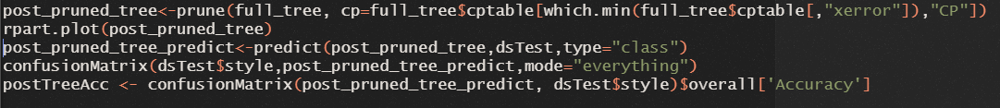 post_pruned_tree<-prune(full_tree, cp=full_tree$cptable[which.min(full_tree$cptable[,"xerror"]),"CP"])
rpart.plot(post_pruned_tree)
post_pruned_tree_predict<-predict(post_pruned_tree,dsTest,type="class")
confusionMatrix(dsTest$style,post_pruned_tree_predict,mode="everything")
postTreeAcc <- confusionMatrix(post_pruned_tree_predict, dsTest$style)$overall['Accuracy']